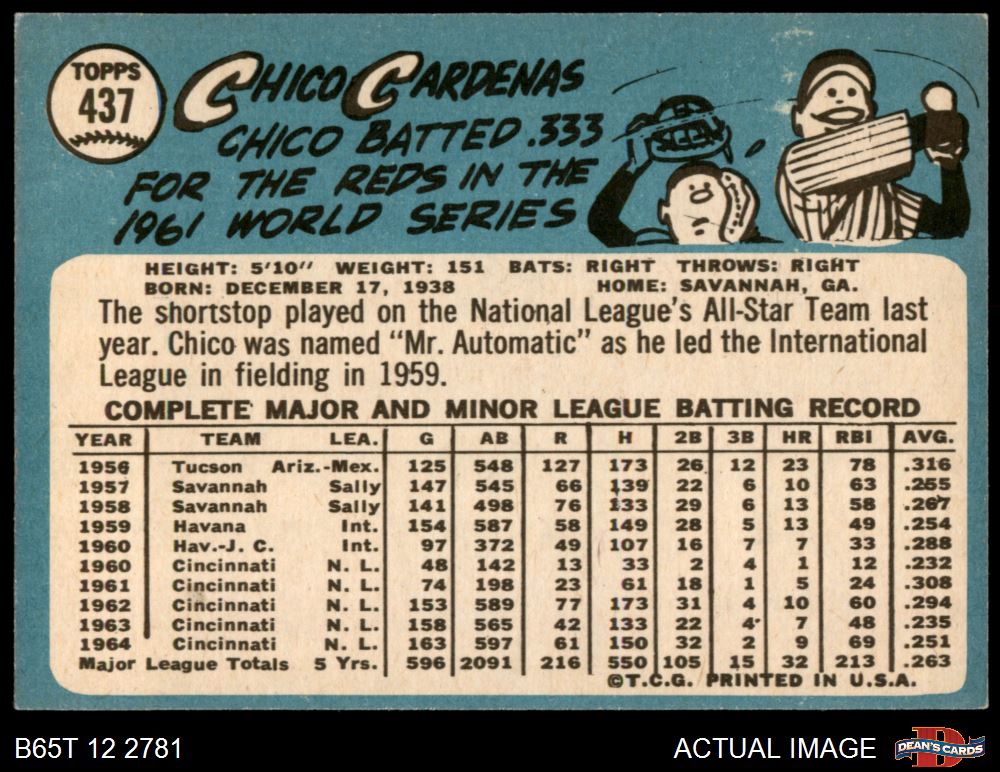 TOPPS
437
CHICO CARDENAS
CHICO BATTED .333
FOR THE REDS IN THE
1961 WORLD SERIES
HEIGHT: 5'10" WEIGHT: 151 BATS: RIGHT THROWS: RIGHT
BORN: DECEMBER 17, 1938 HOME: SAVANNAH, GA.
The shortstop played on the National League's All-Star Team last
year. Chico was named "Mr. Automatic" as he led the International
League in fielding in 1959.
COMPLETE MAJOR AND MINOR LEAGUE BATTING RECORD
YEAR TEAM LEA. G AB R H 2B 3B HR RBI AVG.
1956 Tucson Ariz.-Mex. 125 548 127 173 26 12 23 78 .316
1957 Savannah Sally 147 545 66 139 22 6 10 63 .255
1958 Savannah Sally 141 498 76 133 29 6 13 58 .267
1959 Havana Int. 154 587 58 149 28 5 13 49 .254
1960 Hav.-J. C. Int. 97 372 49 107 16 7 7 33 .288
1960 Cincinnati N. L. 48 142 13 33 2 4 1 12 .232
1961 Cincinnati N. L. 74 198 23 61 18 1 5 24 .308
1962 Cincinnati N. L. 153 589 77 173 31 4 10 60 .294
1963 Cincinnati N. L. 158 565 42 133 22 4 7 48 .235
1964 Cincinnati N. L. 163 597 61 150 32 2 9 69 .251
Major League Totals 5 Yrs. 596 2091 216 550 105 15 32 213 .263
©T.C.G. PRINTED IN U.S.A.
B65T 12 2781 ACTUAL IMAGE
D
DEAN'S CARDS